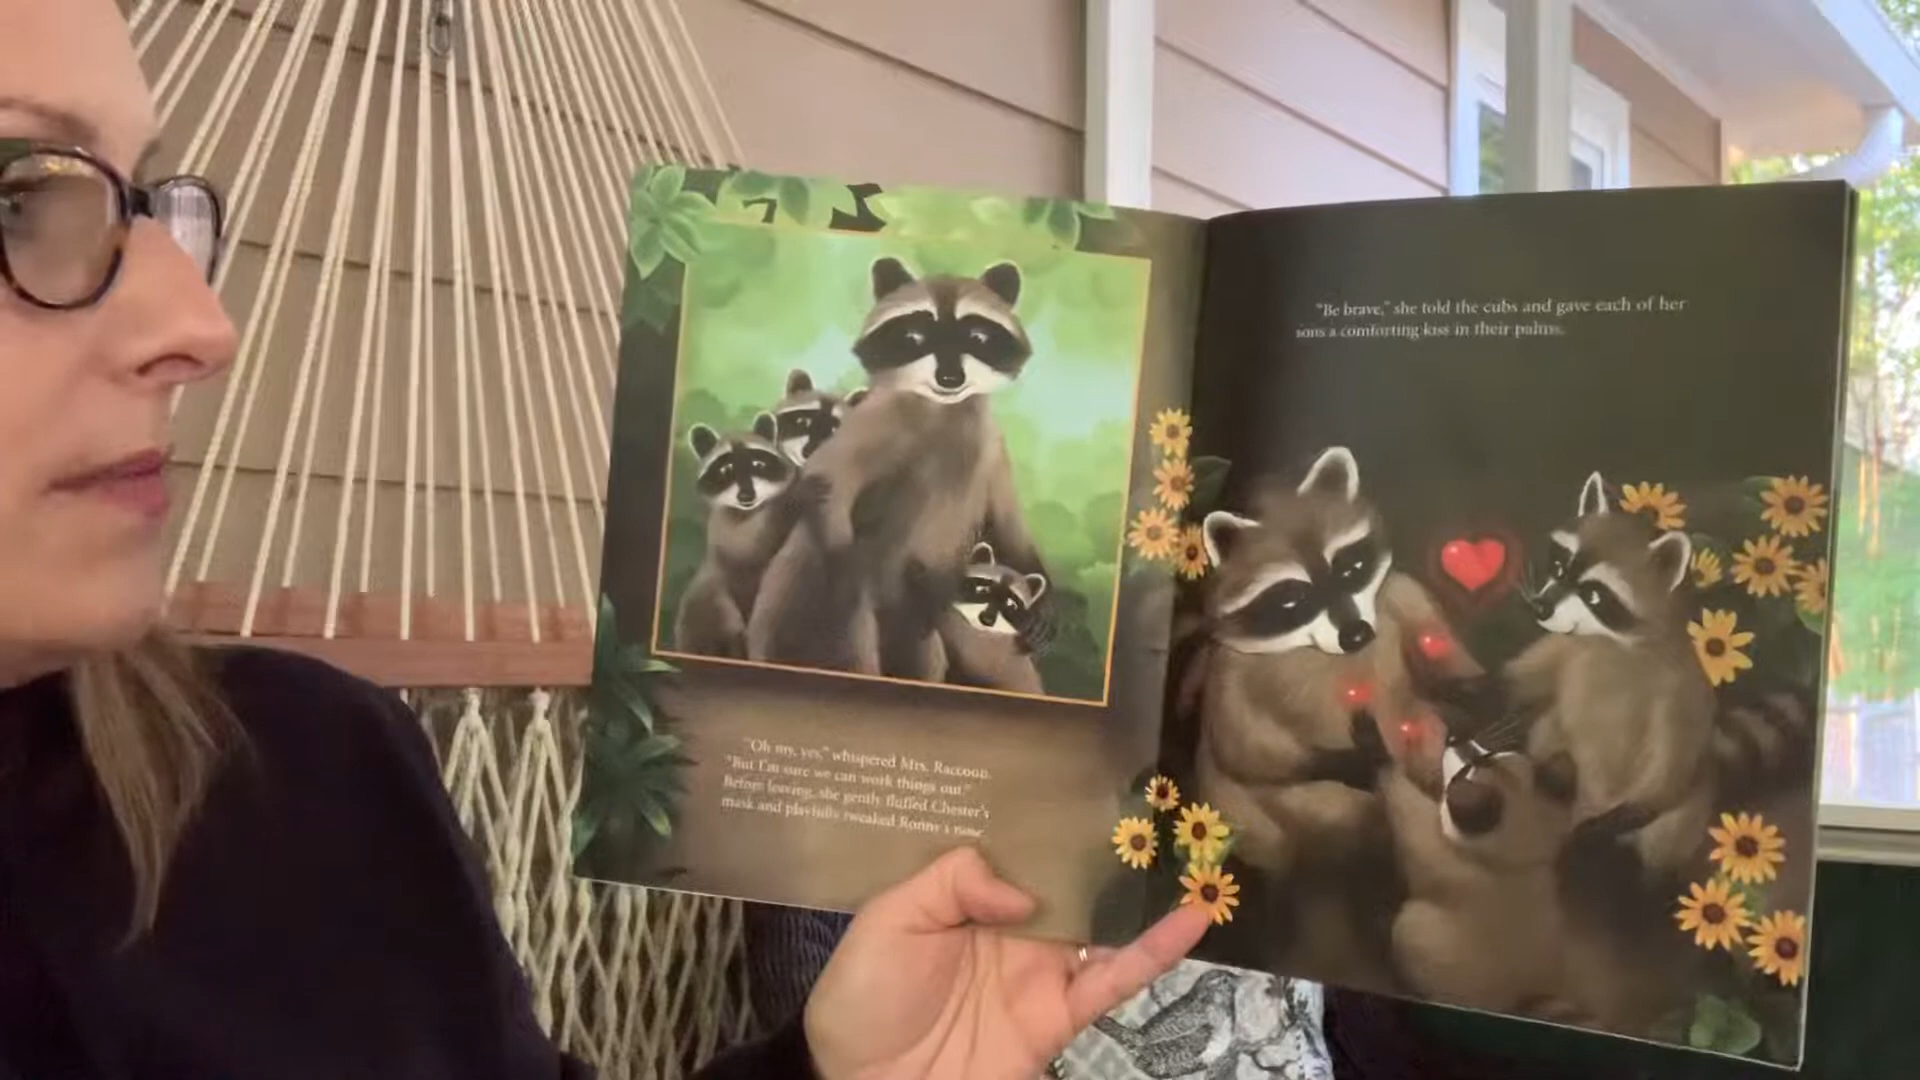 "Oh my, yes," whispered Mrs. Raccoon.
"But I'm sure we can work things out."
Before leaving, she gently fluffed Chester's
mask and playfully tweaked Ronny's nose.
"Be brave," she told the cubs and gave each of her
sons a comforting kiss in their palms.